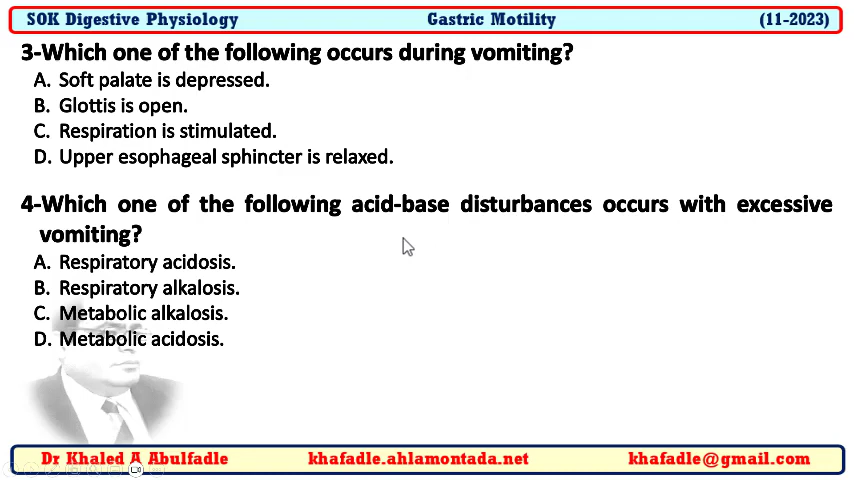 SOK Digestive Physiology Gastric Motility (11-2023)
3-Which one of the following occurs during vomiting?
A. Soft palate is depressed.
B. Glottis is open.
C. Respiration is stimulated.
D. Upper esophageal sphincter is relaxed.
4-Which one of the following acid-base disturbances occurs with excessive
vomiting?
A. Respiratory acidosis.
B. Respiratory alkalosis.
C. Metabolic alkalosis.
D. Metabolic acidosis.
Dr Khaled A Abulfadle khafadle.ahlamontada.net khafadle@gmail.com